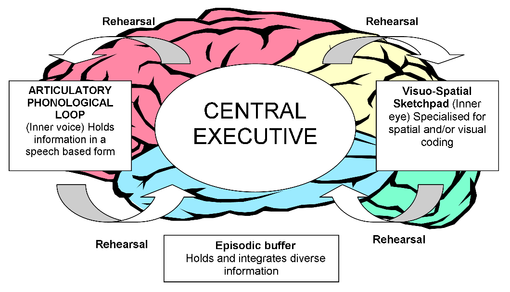 Rehearsal
Rehearsal
ARTICULATORY
PHONOLOGICAL
LOOP
(Inner voice) Holds
information in a
speech based form
CENTRAL
EXECUTIVE
Visuo-Spatial
Sketchpad (Inner
eye) Specialised for
spatial and/or visual
coding
Rehearsal
Rehearsal
Episodic buffer
Holds and integrates diverse
information